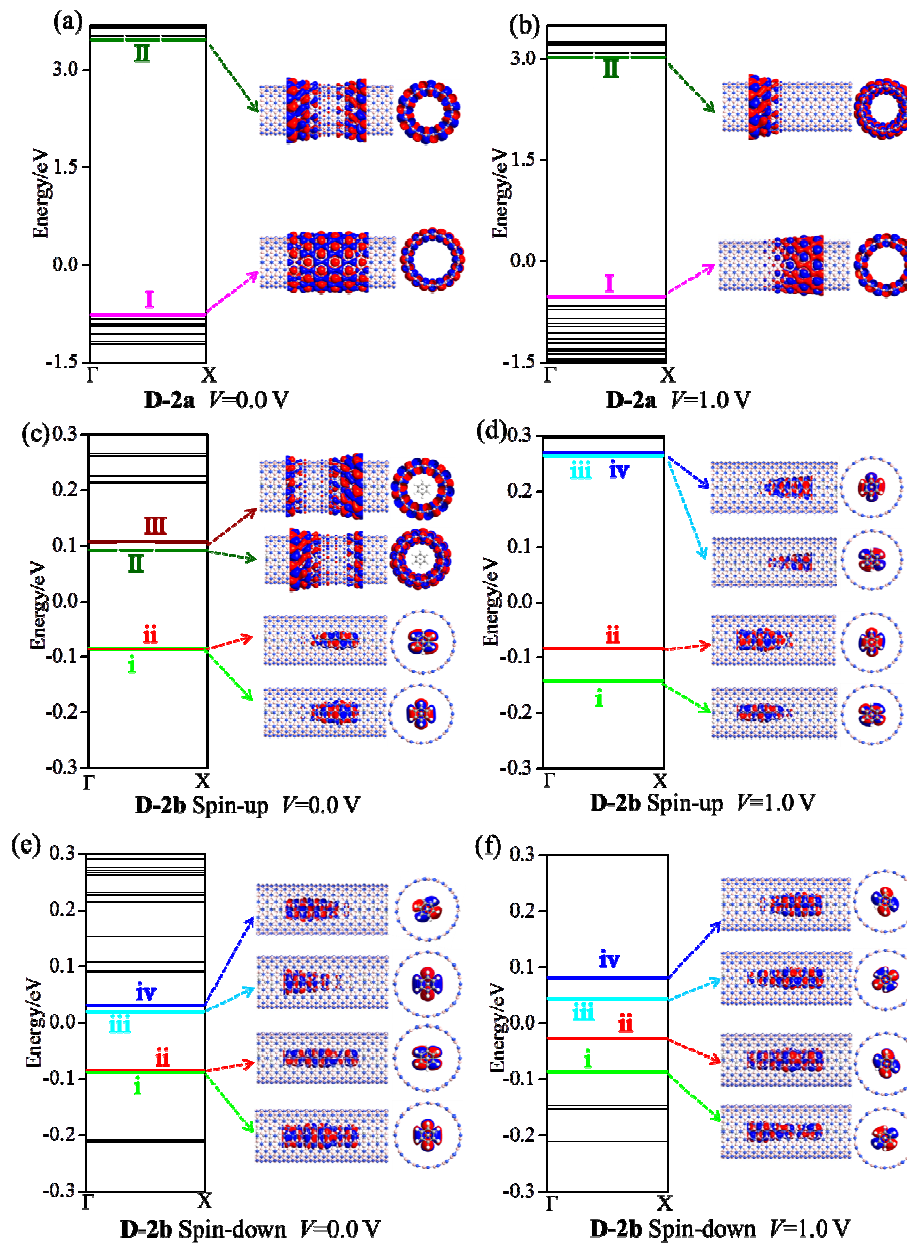 (a)
II
3.0
1.5
Energy/eV
0.0
I
-1.5
Γ X
D-2a V=0.0 V
(b)
3.0
II
1.5
Energy/eV
0.0
I
-1.5
Γ X
D-2a V=1.0 V
(c)
0.3
0.2
III
0.1
II
Energy/eV
0.0
ii
-0.1
i
-0.2
-0.3
Γ X
D-2b Spin-up V=0.0 V
(d)
0.3
iii iv
0.2
0.1
Energy/eV
0.0
ii
-0.1
i
-0.2
-0.3
Γ X
D-2b Spin-up V=1.0 V
(e)
0.3
0.2
0.1
iv
Energy/eV
0.0
iii
ii
-0.1
i
-0.2
-0.3
Γ X
D-2b Spin-down V=0.0 V
(f)
0.3
0.2
iv
0.1
iii
Energy/eV
0.0
ii
i
-0.1
-0.2
-0.3
Γ X
D-2b Spin-down V=1.0 V